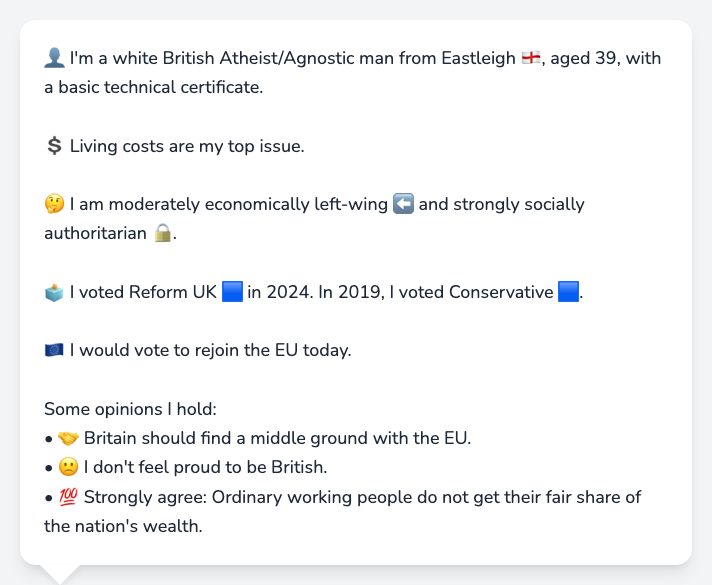 👤 I'm a white British Atheist/Agnostic man from Eastleigh 🏴󠁧󠁢󠁥󠁮󠁧󠁿, aged 39, with
a basic technical certificate.
💲 Living costs are my top issue.
🤔 I am moderately economically left-wing ⬅️ and strongly socially
authoritarian 🔒.
🗳️ I voted Reform UK 🟦 in 2024. In 2019, I voted Conservative 🟦.
🇪🇺 I would vote to rejoin the EU today.
Some opinions I hold:
• 🤝 Britain should find a middle ground with the EU.
• 🙁 I don't feel proud to be British.
• 💯 Strongly agree: Ordinary working people do not get their fair share of
the nation's wealth.